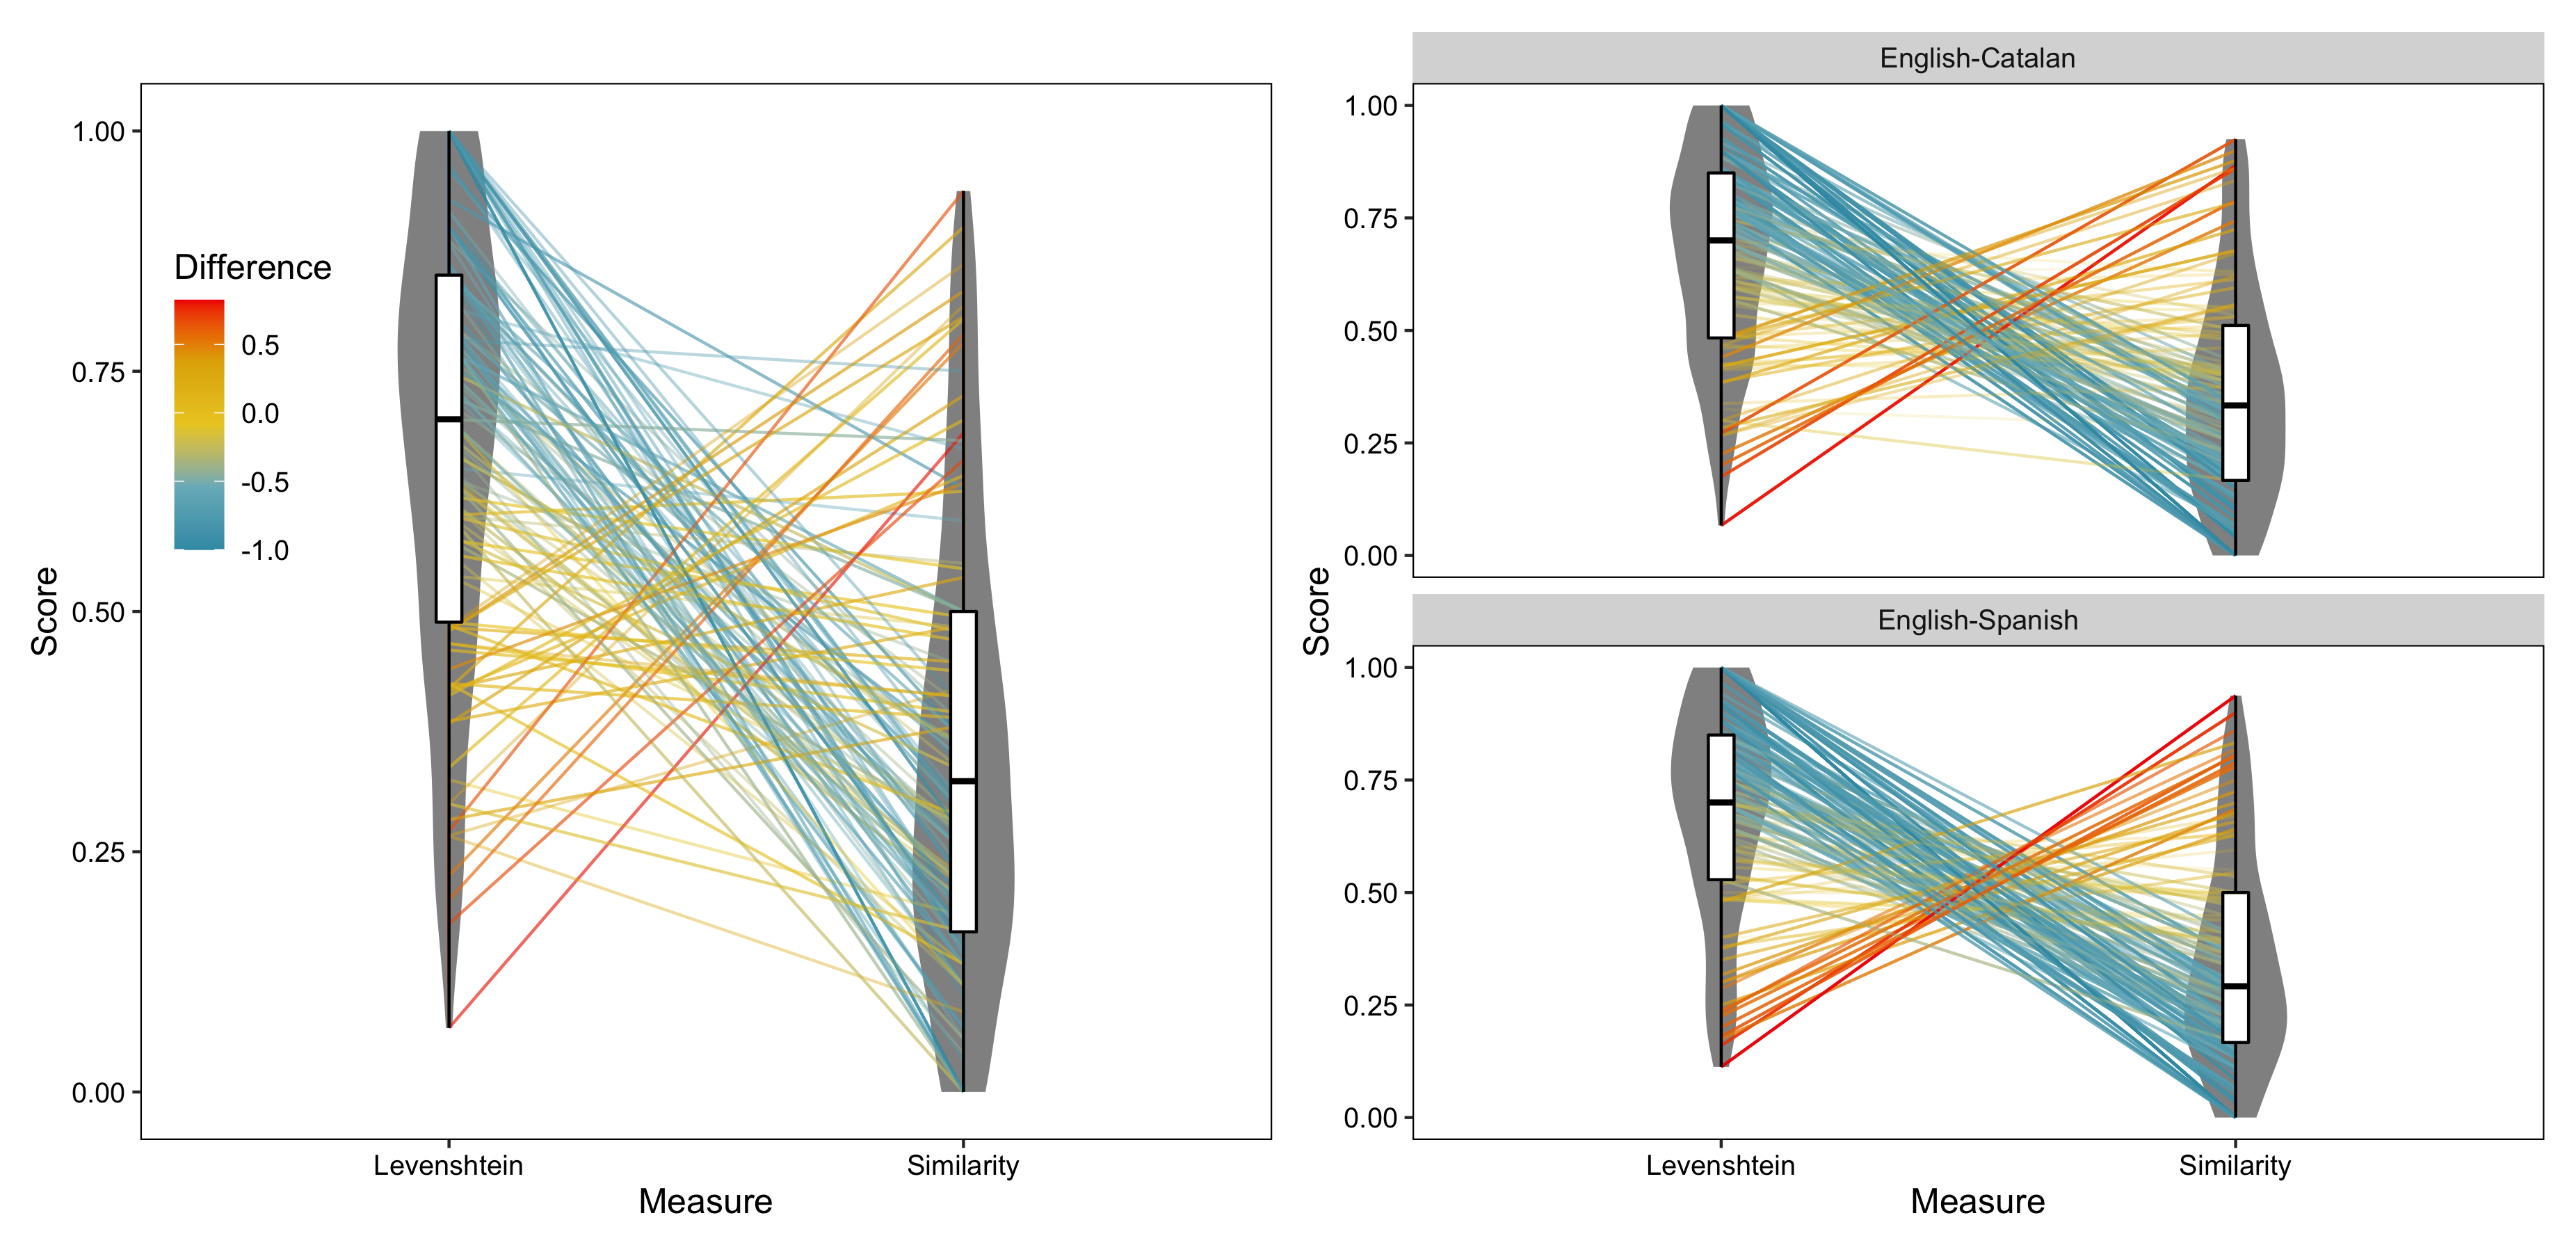 Score
1.00
0.75
0.50
0.25
0.00
Difference
0.5
0.0
-0.5
-1.0
Levenshtein
Similarity
Measure
Score
English-Catalan
1.00
0.75
0.50
0.25
0.00
English-Spanish
1.00
0.75
0.50
0.25
0.00
Levenshtein
Similarity
Measure